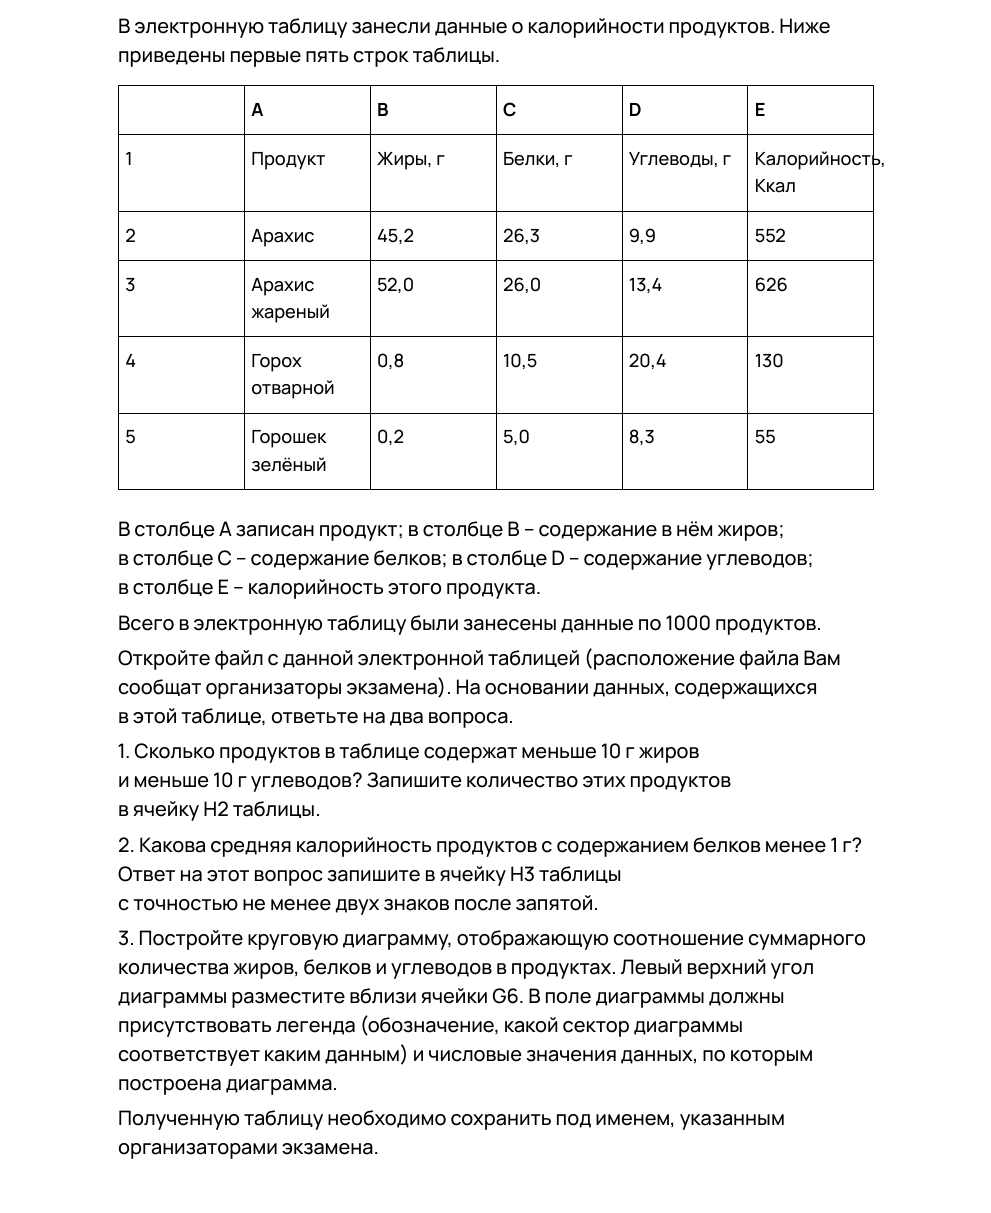 В электронную таблицу занесли данные о калорийности продуктов. Ниже
приведены первые пять строк таблицы.
A B C D E
1 Продукт Жиры, г Белки, г Углеводы, г Калорийность,
Ккал
2 Арахис 45,2 26,3 9,9 552
3 Арахис 52,0 26,0 13,4 626
жареный
4 Горох 0,8 10,5 20,4 130
отварной
5 Горошек 0,2 5,0 8,3 55
зелёный
В столбце A записан продукт; в столбце B – содержание в нём жиров;
в столбце C – содержание белков; в столбце D – содержание углеводов;
в столбце E – калорийность этого продукта.
Всего в электронную таблицу были занесены данные по 1000 продуктов.
Откройте файл с данной электронной таблицей (расположение файла Вам
сообщат организаторы экзамена). На основании данных, содержащихся
в этой таблице, ответьте на два вопроса.
1. Сколько продуктов в таблице содержат меньше 10 г жиров
и меньше 10 г углеводов? Запишите количество этих продуктов
в ячейку H2 таблицы.
2. Какова средняя калорийность продуктов с содержанием белков менее 1 г?
Ответ на этот вопрос запишите в ячейку H3 таблицы
с точностью не менее двух знаков после запятой.
3. Постройте круговую диаграмму, отображающую соотношение суммарного
количества жиров, белков и углеводов в продуктах. Левый верхний угол
диаграммы разместите вблизи ячейки G6. В поле диаграммы должны
присутствовать легенда (обозначение, какой сектор диаграммы
соответствует каким данным) и числовые значения данных, по которым
построена диаграмма.
Полученную таблицу необходимо сохранить под именем, указанным
организаторами экзамена.